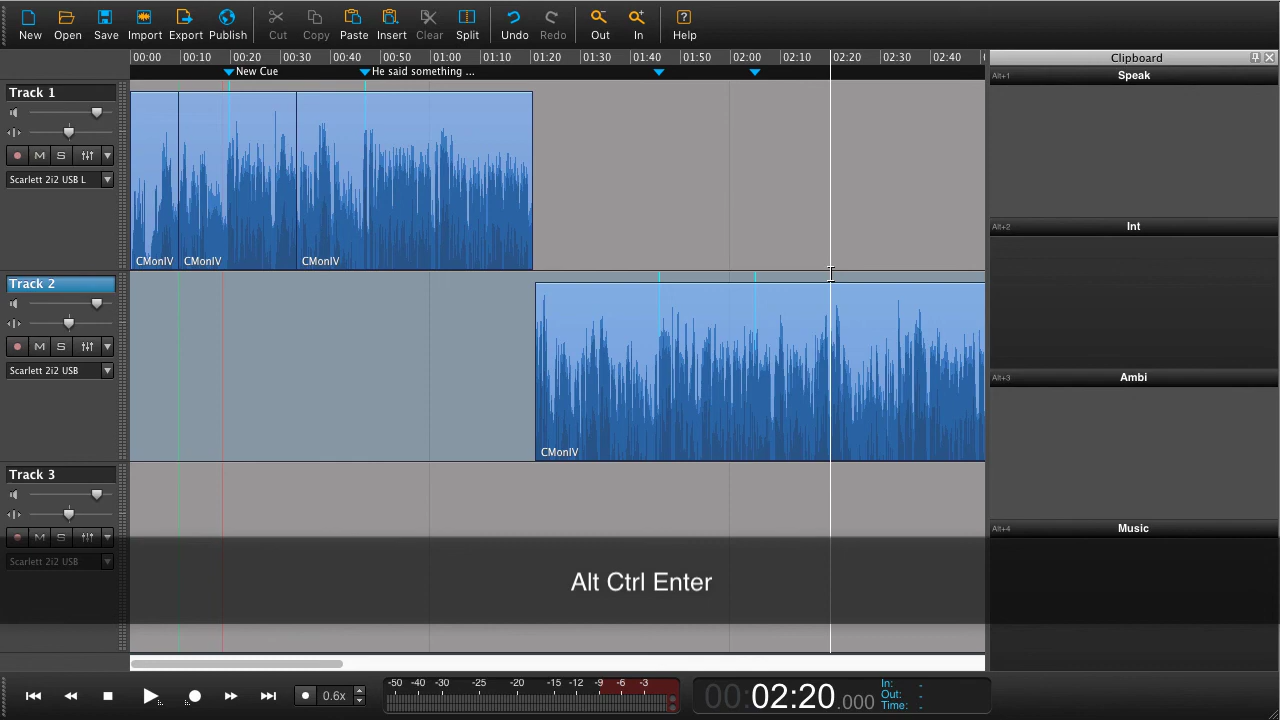 New Open Save Import Export Publish Cut Copy Paste Insert Clear Split Undo Redo Out In Help
00:00 00:10 00:20 00:30 00:40 00:50 01:00 01:10 01:20 01:30 01:40 01:50 02:00 02:10 02:20 02:30 02:40
New Cue He said something ...
Clipboard
Alt+1 Speak
Track 1
M S
Scarlett 2i2 USB L
CMonIV CMonIV CMonIV
Alt+2 Int
Track 2
M S
Scarlett 2i2 USB
Alt+3 Ambi
CMonIV
Track 3
M S
Scarlett 2i2 USB
Alt+4 Music
Alt Ctrl Enter
0.6x
-50 -40 -30 -25 -20 -15 -12 -9 -6 -3
00:02:20.000
In: -
Out: -
Time: -